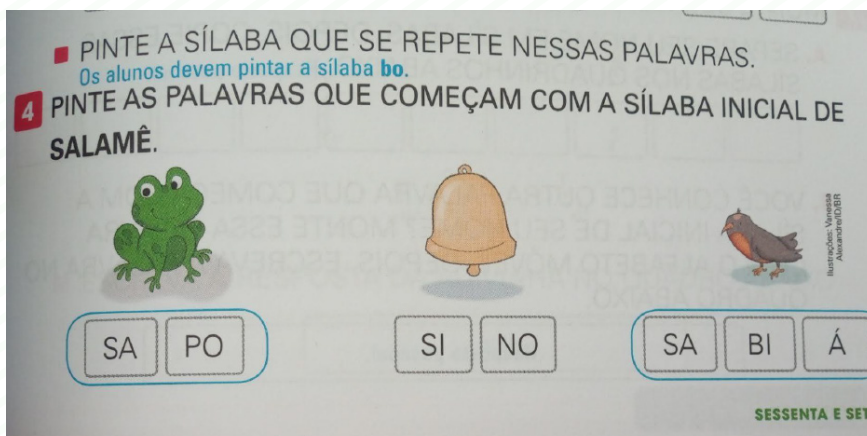 PINTE A SÍLABA QUE SE REPETE NESSAS PALAVRAS.
Os alunos devem pintar a sílaba bo.
4 PINTE AS PALAVRAS QUE COMEÇAM COM A SÍLABA INICIAL DE
SALAMÊ.
Ilustrações: Vanessa
Alexandre/ID/BR
SA PO SI NO SA BI Á
SESSENTA E SET